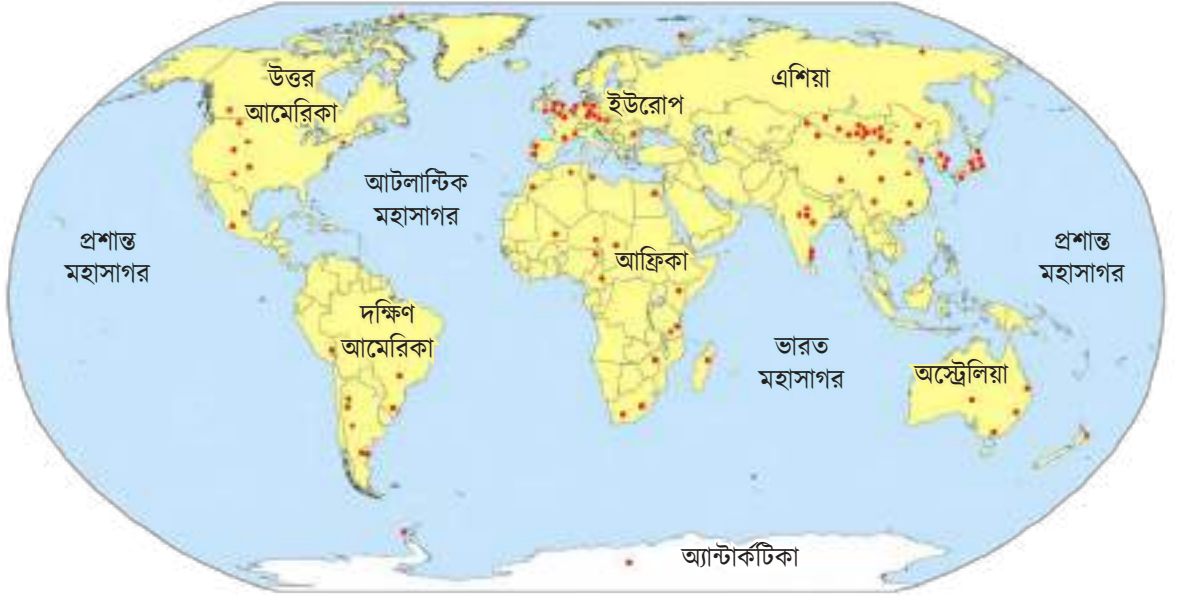 উত্তর
আমেরিকা
এশিয়া
ইউরোপ
আটলান্টিক
মহাসাগর
প্রশান্ত
মহাসাগর
প্রশান্ত
মহাসাগর
আফ্রিকা
দক্ষিণ
আমেরিকা
ভারত
মহাসাগর
অস্ট্রেলিয়া
অ্যান্টার্কটিকা